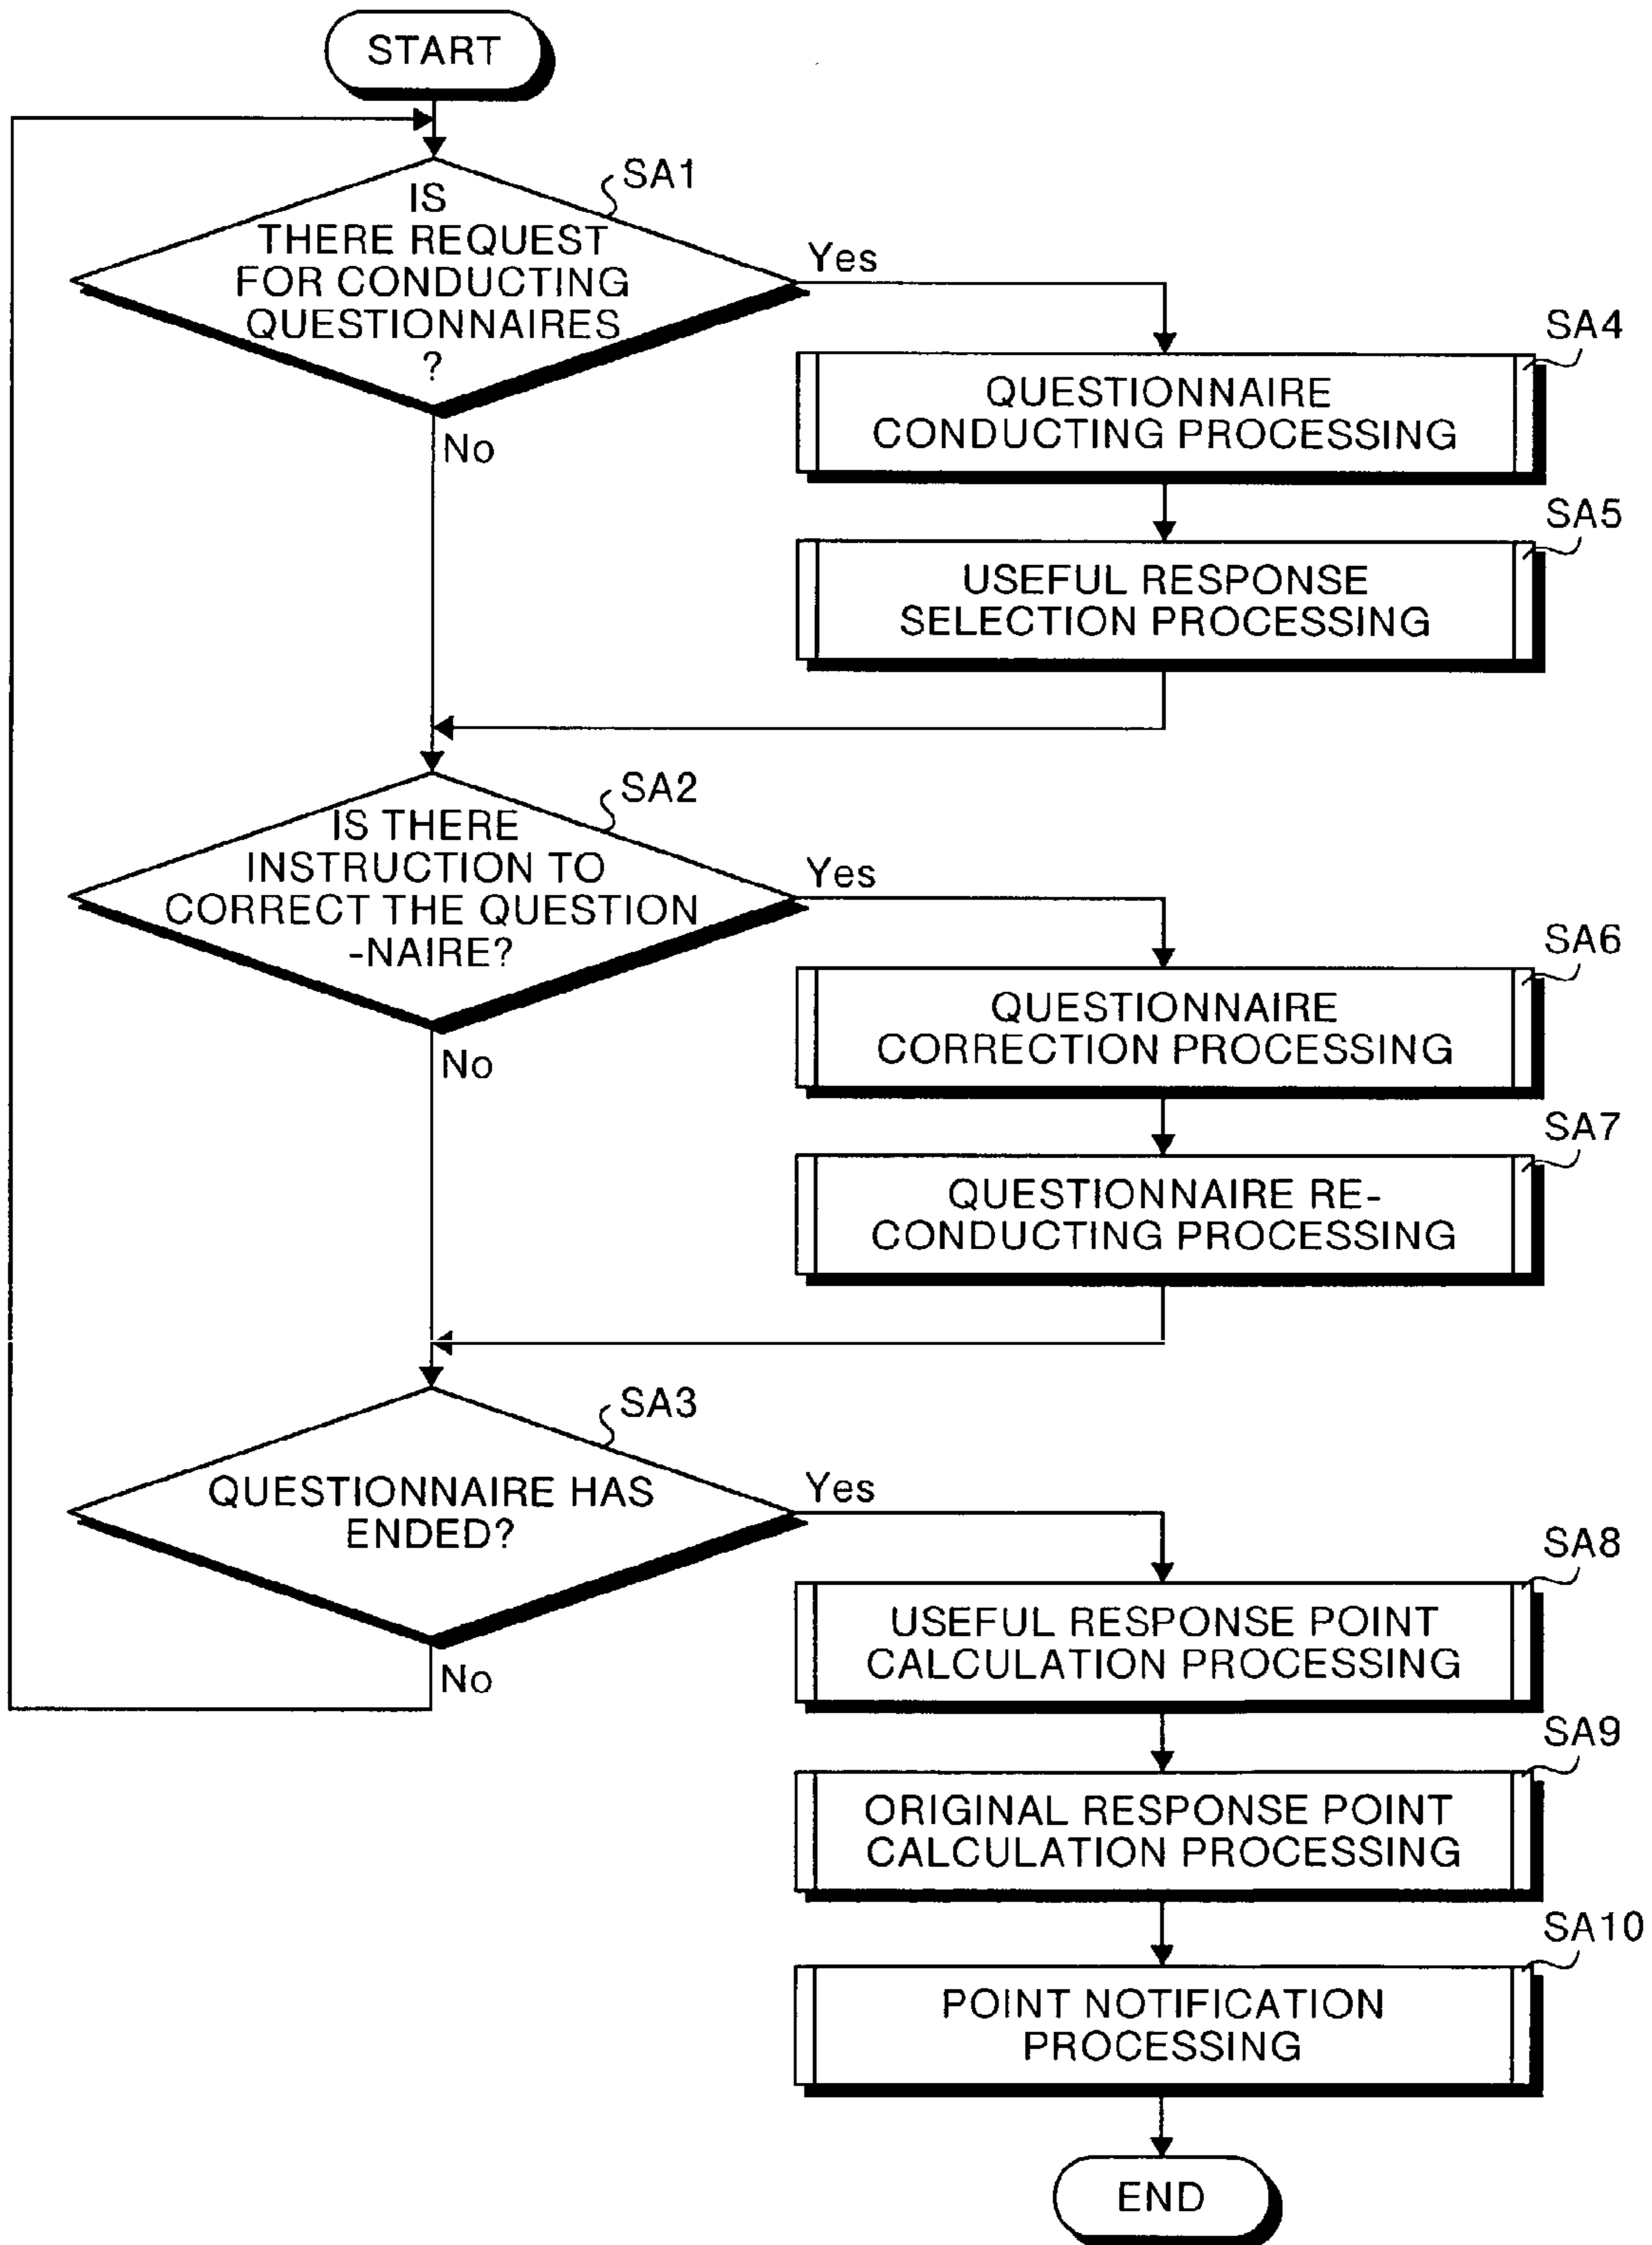 START
SA1
IS
THERE REQUEST
FOR CONDUCTING
QUESTIONNAIRES
?
Yes
No
SA4
QUESTIONNAIRE
CONDUCTING PROCESSING
SA5
USEFUL RESPONSE
SELECTION PROCESSING
SA2
IS THERE
INSTRUCTION TO
CORRECT THE QUESTION
-NAIRE?
Yes
No
SA6
QUESTIONNAIRE
CORRECTION PROCESSING
SA7
QUESTIONNAIRE RE-
CONDUCTING PROCESSING
SA3
QUESTIONNAIRE HAS
ENDED?
Yes
No
SA8
USEFUL RESPONSE POINT
CALCULATION PROCESSING
SA9
ORIGINAL RESPONSE POINT
CALCULATION PROCESSING
SA10
POINT NOTIFICATION
PROCESSING
END